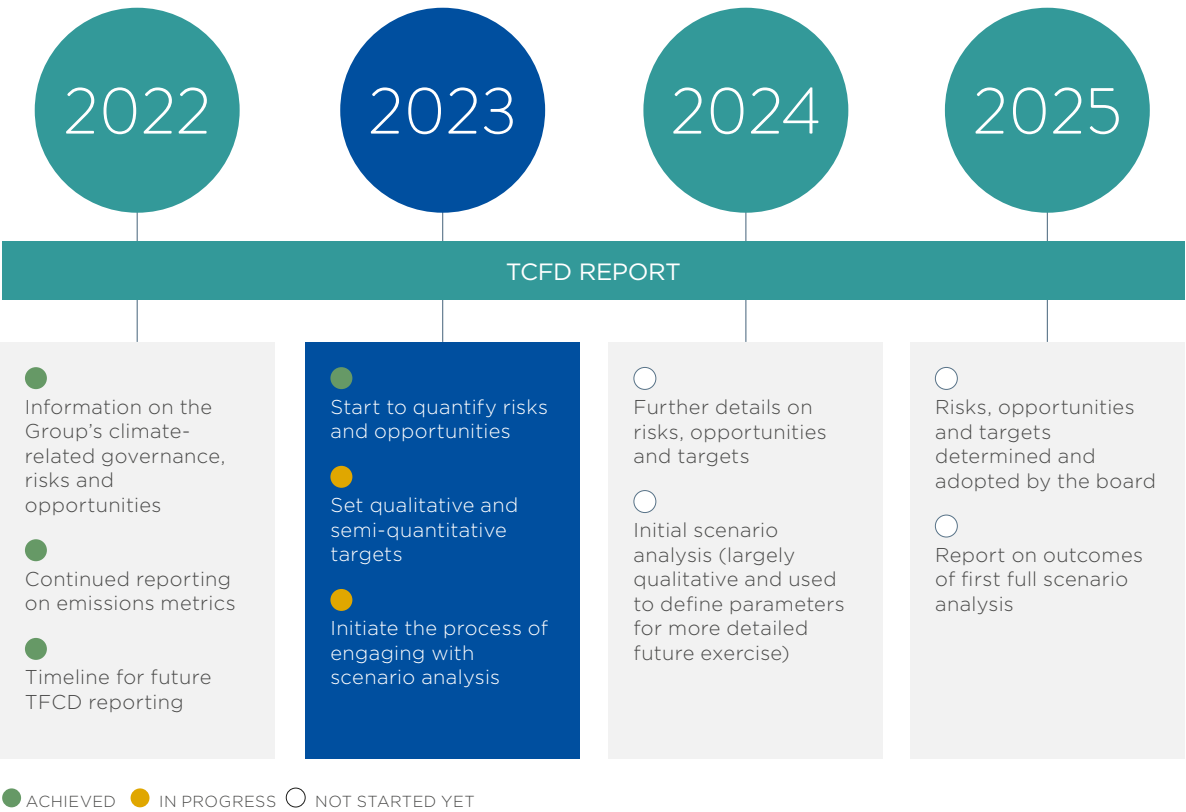 2022
2023
2024
2025
TCFD REPORT
Information on the
Group’s climate-
related governance,
risks and
opportunities
Continued reporting
on emissions metrics
Timeline for future
TFCD reporting
Start to quantify risks
and opportunities
Set qualitative and
semi-quantitative
targets
Initiate the process of
engaging with
scenario analysis
Further details on
risks, opportunities
and targets
Initial scenario
analysis (largely
qualitative and used
to define parameters
for more detailed
future exercise)
Risks, opportunities
and targets
determined and
adopted by the board
Report on outcomes
of first full scenario
analysis
ACHIEVED IN PROGRESS NOT STARTED YET